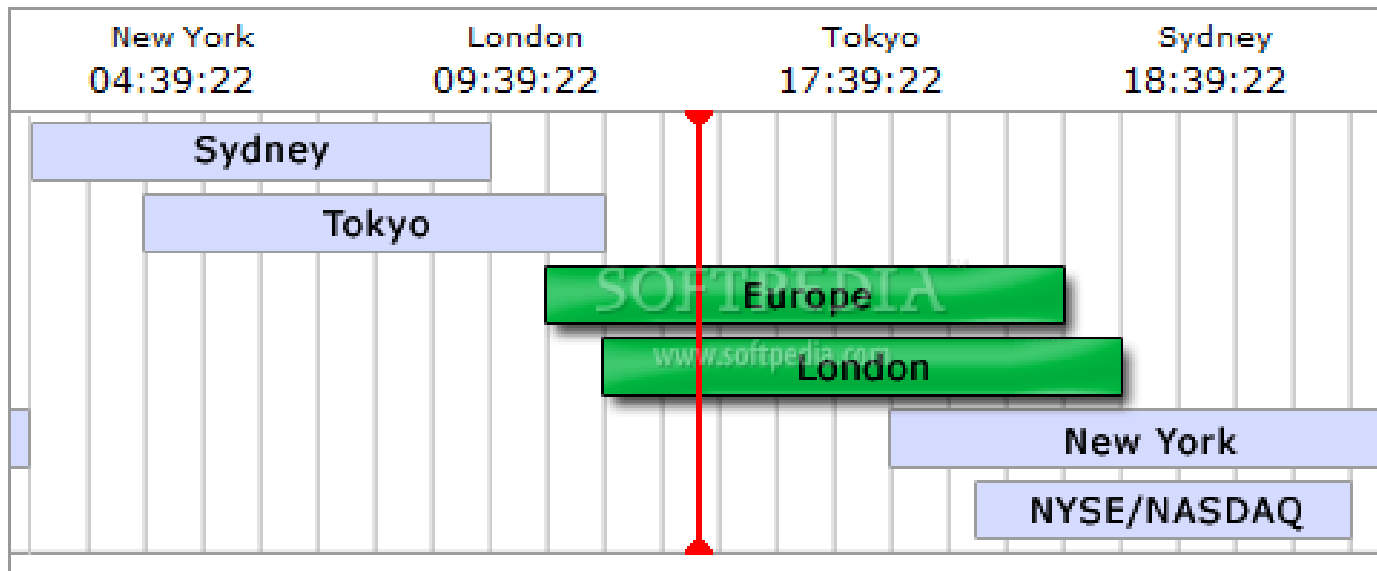 New York London Tokyo Sydney
04:39:22 09:39:22 17:39:22 18:39:22
Sydney
Tokyo
SOFTPEDIA™
Europe
www.softpedia.com
London
New York
NYSE/NASDAQ